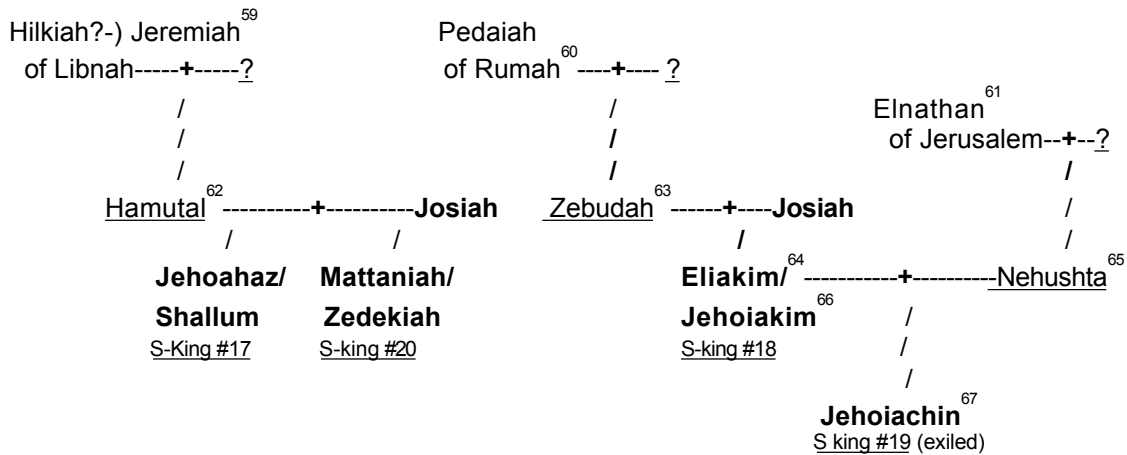 Hilkiah?-) Jeremiah59 Pedaiah
of Libnah-----+-----? of Rumah60----+---- ?
/ / Elnathan61
/ / of Jerusalem--+--?
/ / /
Hamutal62 ----------+----------Josiah Zebudah63 ------+----Josiah /
/ / / /
Jehoahaz/ Mattaniah/ Eliakim/64 -----------+----------Nehushta65
Shallum Zedekiah Jehoiakim66 /
S-King #17 S-king #20 S-king #18 /
/
Jehoiachin67
S king #19 (exiled)